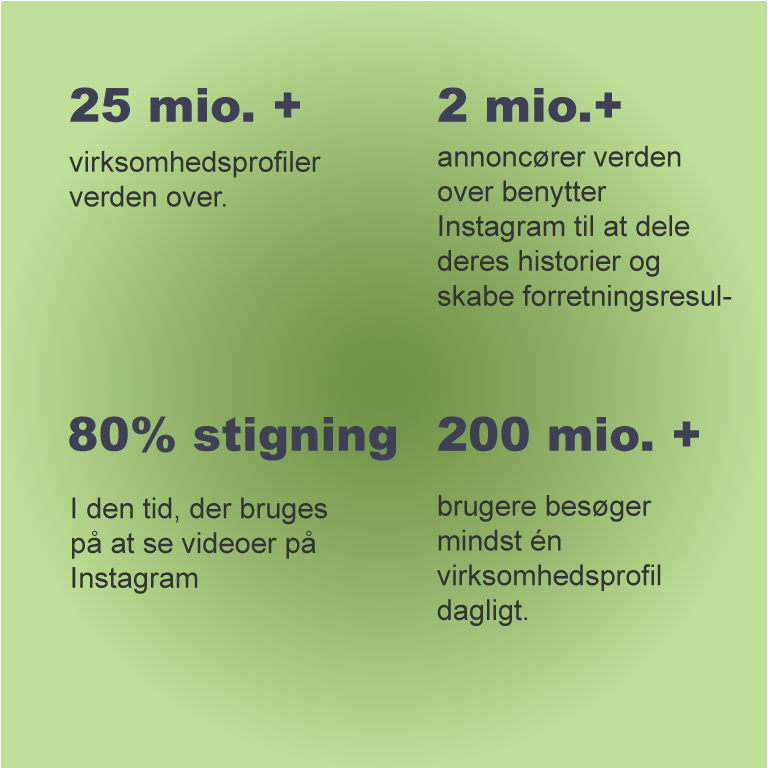 25 mio. +
virksomhedsprofiler
verden over.
2 mio.+
annoncører verden
over benytter
Instagram til at dele
deres historier og
skabe forretningsresul-
80% stigning
I den tid, der bruges
på at se videoer på
Instagram
200 mio. +
brugere besøger
mindst én
virksomhedsprofil
dagligt.